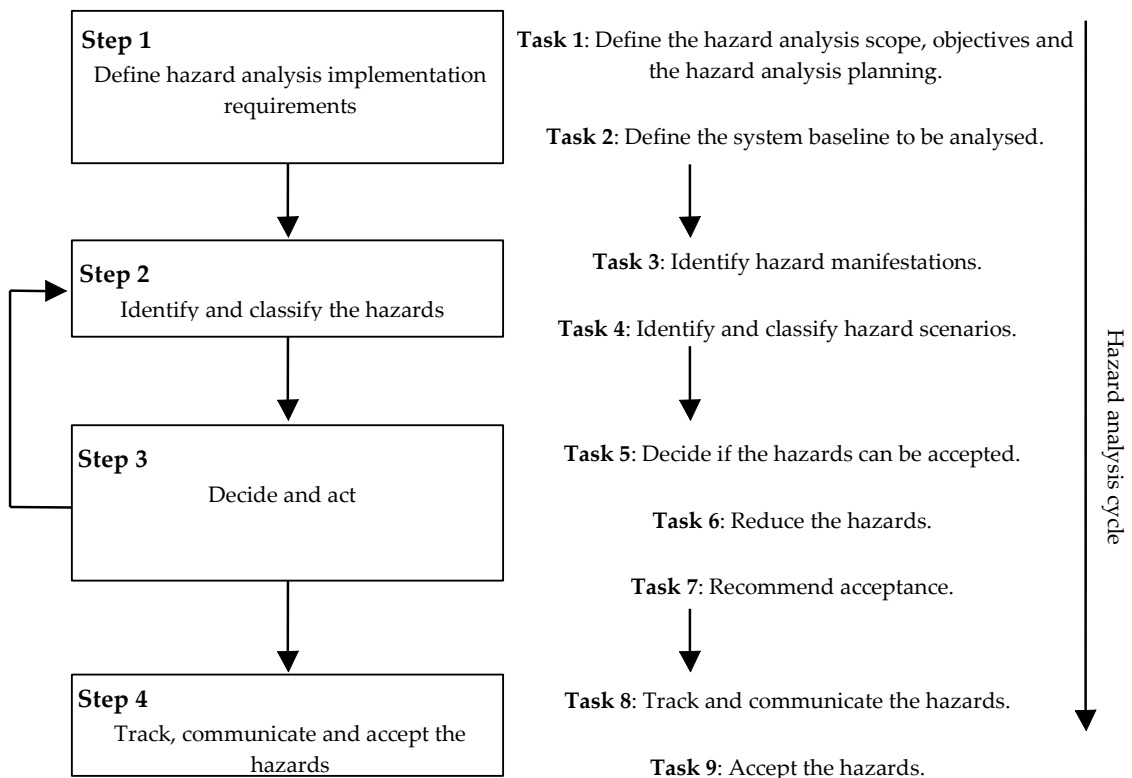 Step 1
Define hazard analysis implementation
requirements
Task 1: Define the hazard analysis scope, objectives and
the hazard analysis planning.
Task 2: Define the system baseline to be analysed.
Step 2
Identify and classify the hazards
Task 3: Identify hazard manifestations.
Task 4: Identify and classify hazard scenarios.
Step 3
Decide and act
Task 5: Decide if the hazards can be accepted.
Task 6: Reduce the hazards.
Task 7: Recommend acceptance.
Step 4
Track, communicate and accept the
hazards
Task 8: Track and communicate the hazards.
Task 9: Accept the hazards.
Hazard analysis cycle